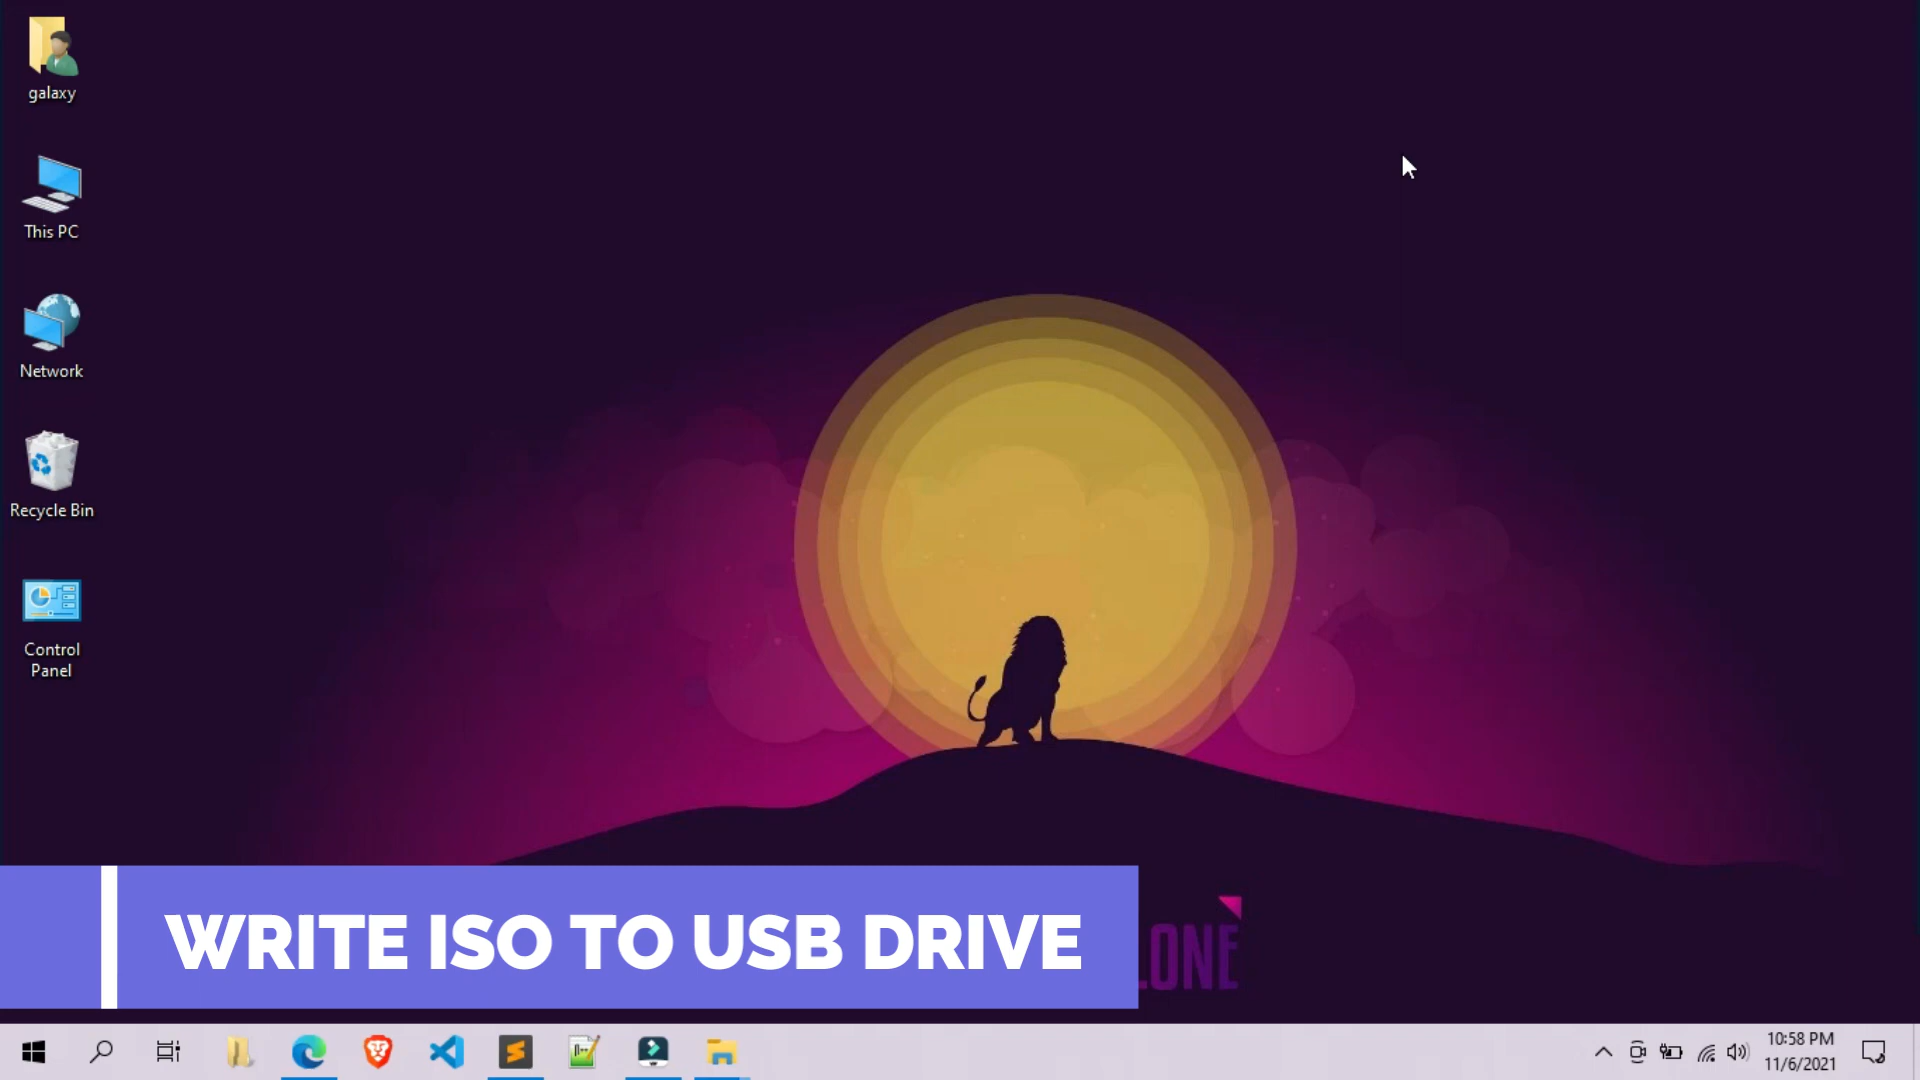 galaxy
This PC
Network
Recycle Bin
Control
Panel
WRITE ISO TO USB DRIVE
LONE
10:58 PM
11/6/2021